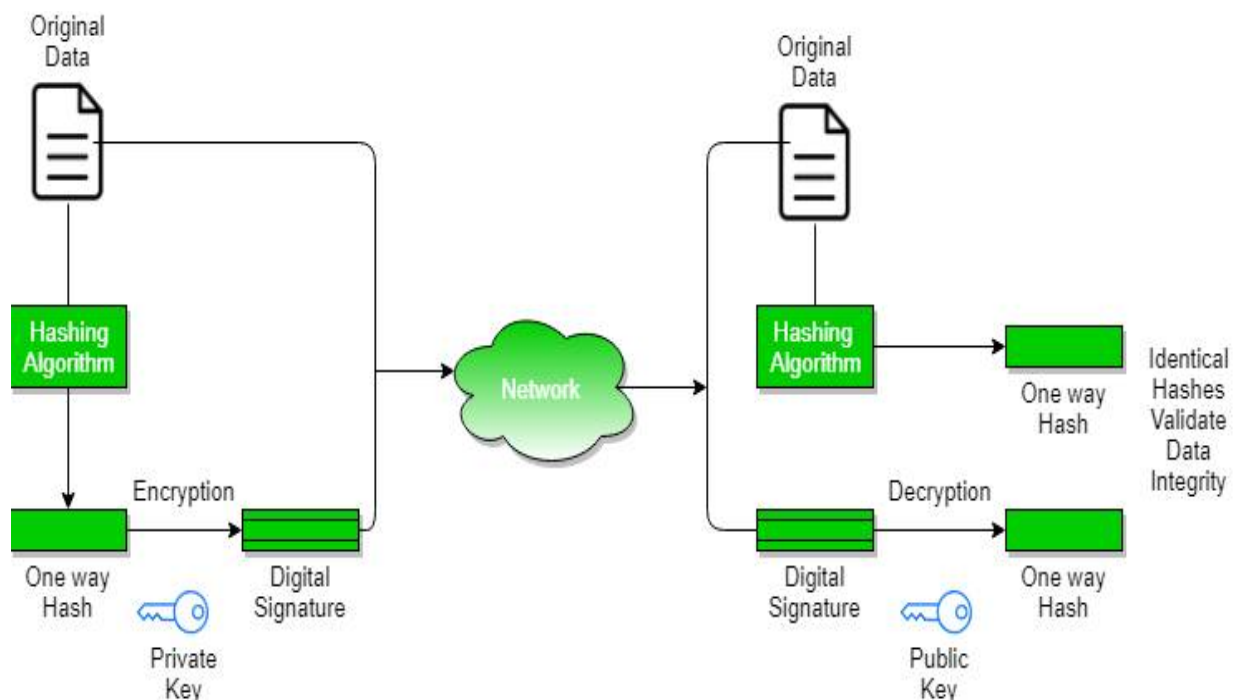 Original
Data
Hashing
Algorithm
One way
Hash
Encryption
Private
Key
Digital
Signature
Network
Original
Data
Hashing
Algorithm
One way
Hash
Identical
Hashes
Validate
Data
Integrity
Digital
Signature
Decryption
Public
Key
One way
Hash